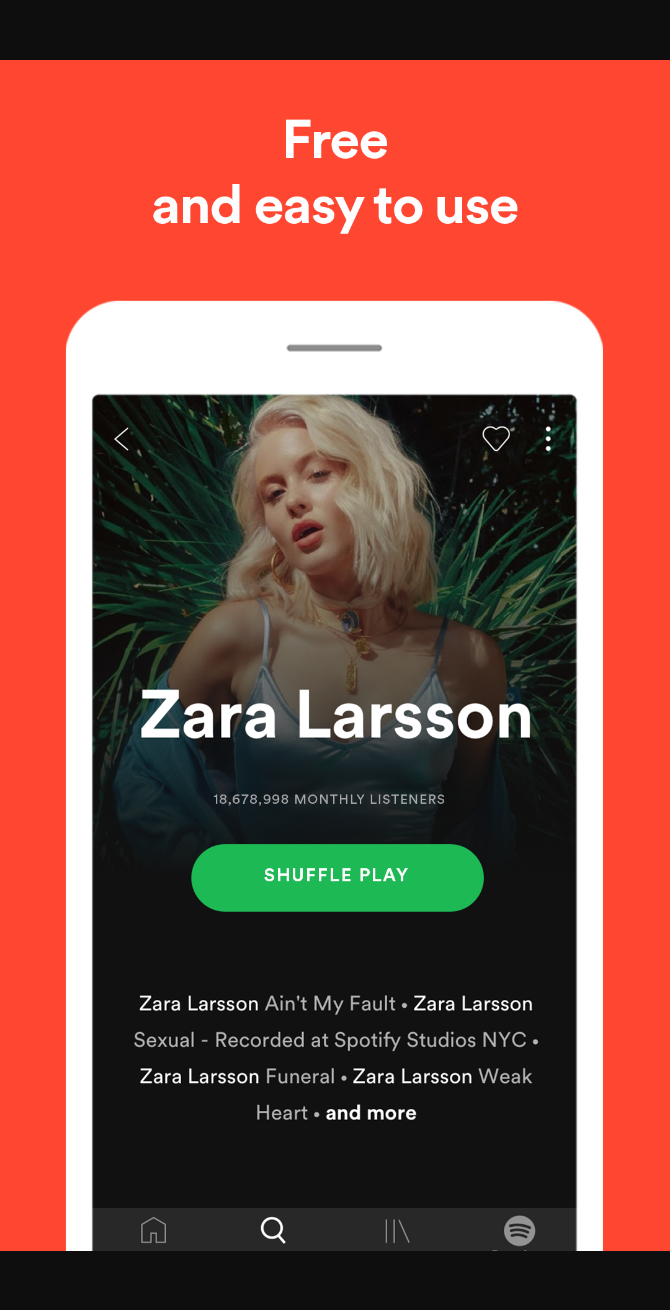 Free
and easy to use
Zara Larsson
18,678,998 MONTHLY LISTENERS
SHUFFLE PLAY
Zara Larsson Ain't My Fault • Zara Larsson
Sexual - Recorded at Spotify Studios NYC •
Zara Larsson Funeral • Zara Larsson Weak
Heart • and more